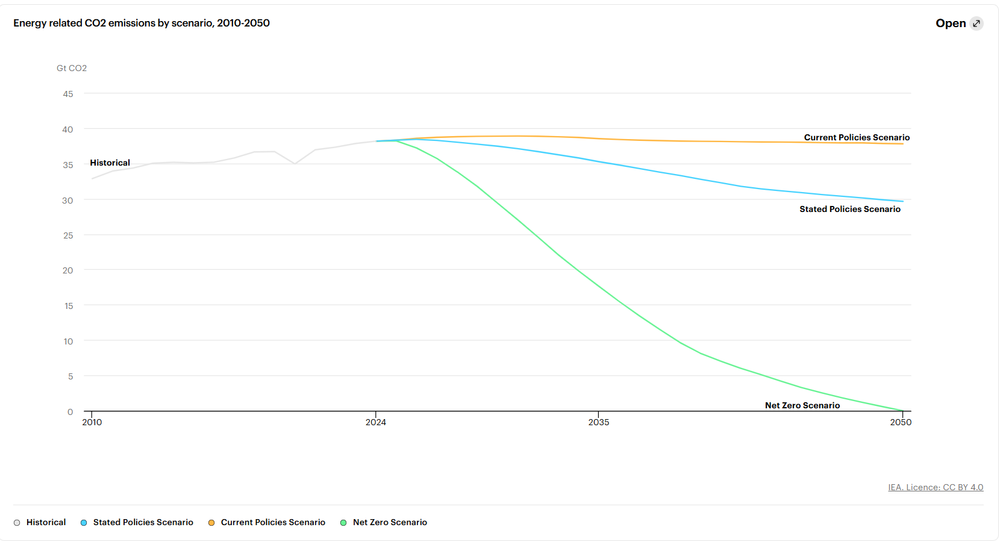 Energy related CO2 emissions by scenario, 2010-2050
Open
Gt CO2
45
40
35
30
25
20
15
10
5
0
Historical
Current Policies Scenario
Stated Policies Scenario
Net Zero Scenario
2010 2024 2035 2050
IEA. Licence: CC BY 4.0
Historical Stated Policies Scenario Current Policies Scenario Net Zero Scenario